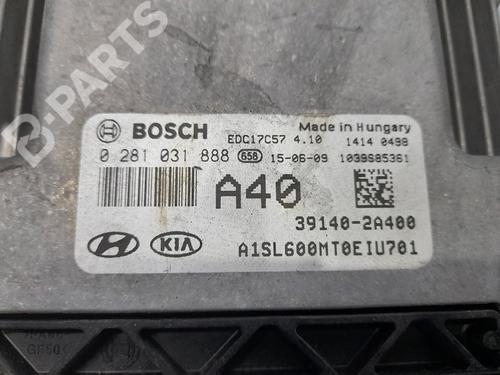 B-PARTS
BOSCH EDC17C57 4.10 Made in Hungary
1414 0498
0 281 031 888 658 15-06-09 1039S85361
A40
39140-2A400
KIA A1SL600MT0EIU701